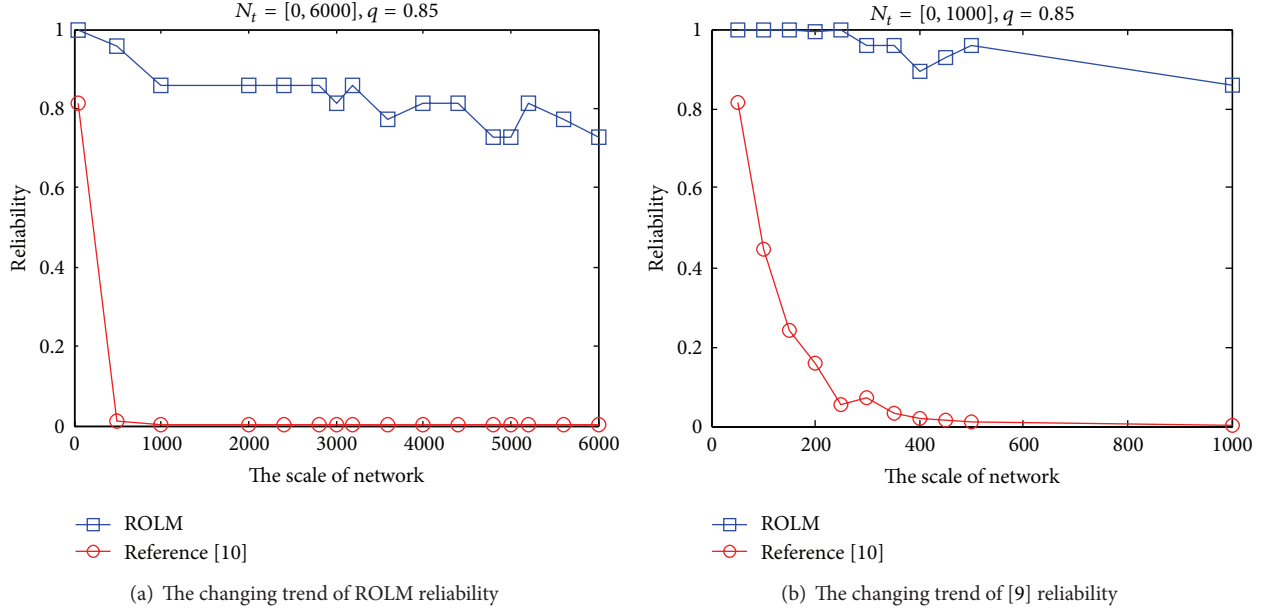 N_t = [0, 6000], q = 0.85
1
0.8
0.6
0.4
0.2
0
Reliability
0
1000
2000
3000
4000
5000
6000
The scale of network
ROLM
Reference [10]
(a) The changing trend of ROLM reliability
N_t = [0, 1000], q = 0.85
1
0.8
0.6
0.4
0.2
0
Reliability
0
200
400
600
800
1000
The scale of network
ROLM
Reference [10]
(b) The changing trend of [9] reliability